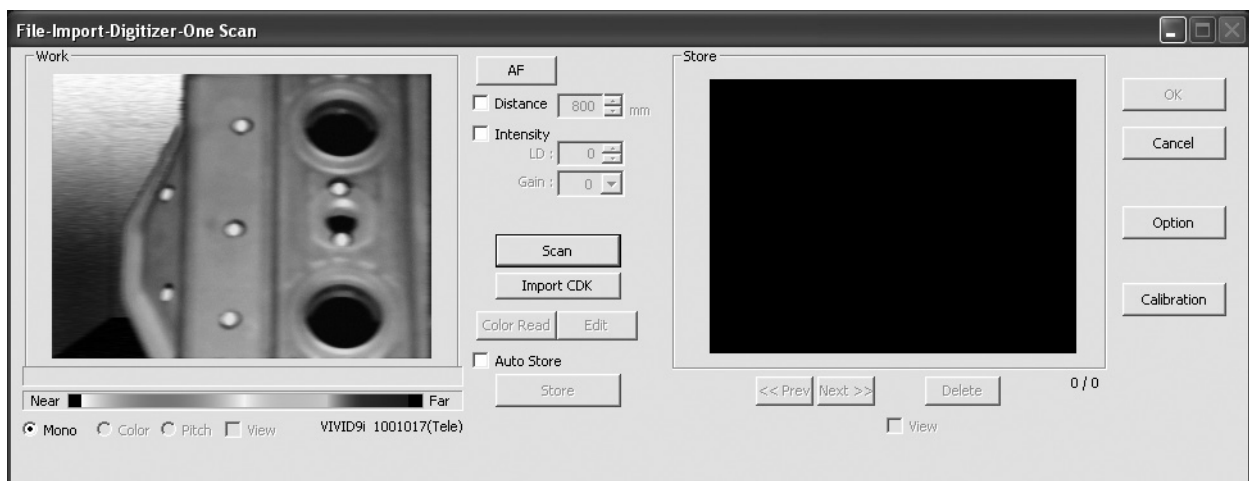 File-Import-Digitizer-One Scan
Work
AF
Distance 800 mm
Intensity
LD : 0
Gain : 0
Scan
Import CDK
Color Read Edit
Auto Store
Store
Near Far
Mono Color Pitch View VIVID9i 1001017(Tele)
Store
<< Prev Next >> Delete 0 / 0
View
OK
Cancel
Option
Calibration